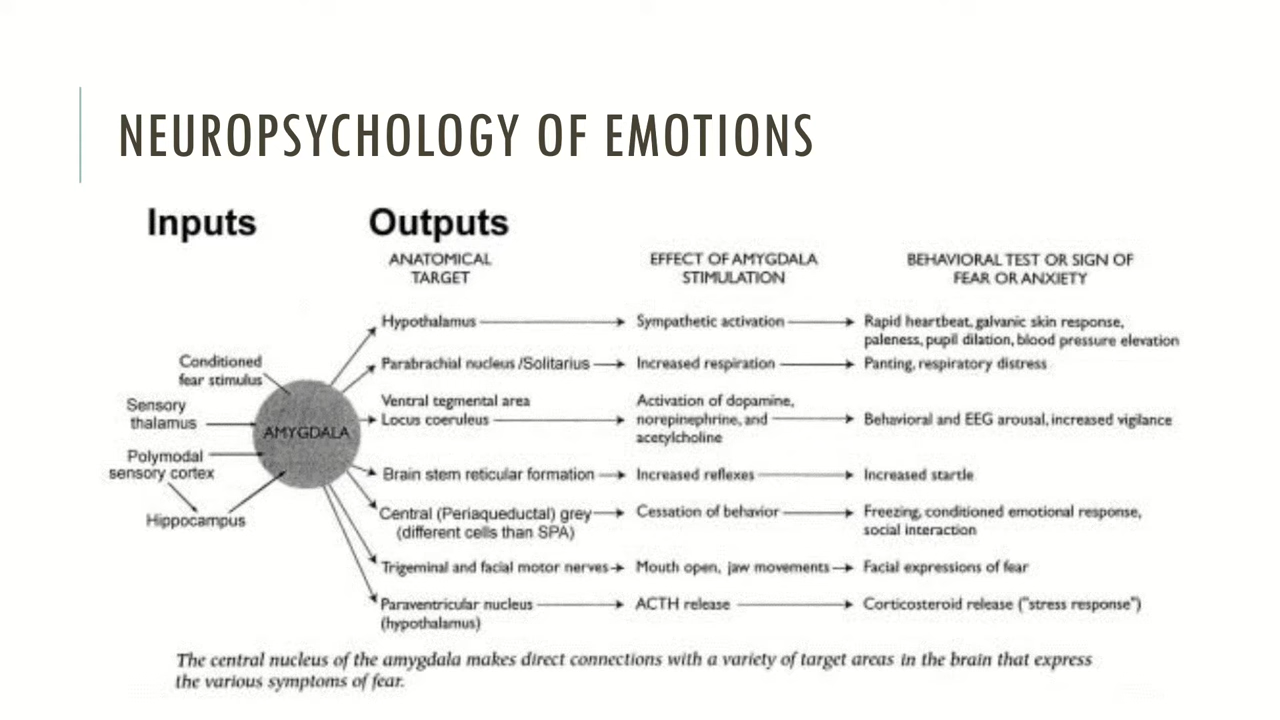 NEUROPSYCHOLOGY OF EMOTIONS
Inputs
Outputs
ANATOMICAL
TARGET
EFFECT OF AMYGDALA
STIMULATION
BEHAVIORAL TEST OR SIGN OF
FEAR OR ANXIETY
Conditioned
fear stimulus
Sensory
thalamus
Polymodal
sensory cortex
Hippocampus
AMYGDALA
Hypothalamus
Sympathetic activation
Rapid heartbeat, galvanic skin response,
paleness, pupil dilation, blood pressure elevation
Parabrachial nucleus /Solitarius
Increased respiration
Panting, respiratory distress
Ventral tegmental area
Locus coeruleus
Activation of dopamine,
norepinephrine, and
acetylcholine
Behavioral and EEG arousal, increased vigilance
Brain stem reticular formation
Increased reflexes
Increased startle
Central (Periaqueductal) grey
(different cells than SPA)
Cessation of behavior
Freezing, conditioned emotional response,
social interaction
Trigeminal and facial motor nerves
Mouth open, jaw movements
Facial expressions of fear
Paraventricular nucleus
(hypothalamus)
ACTH release
Corticosteroid release ("stress response")
The central nucleus of the amygdala makes direct connections with a variety of target areas in the brain that express
the various symptoms of fear.